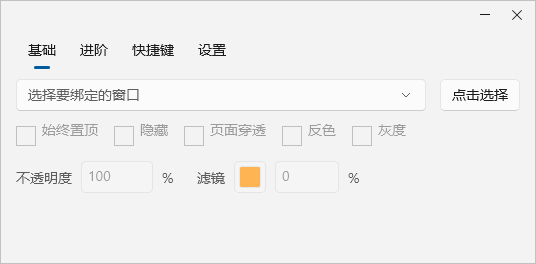 基础 进阶 快捷键 设置
选择要绑定的窗口 点击选择
始终置顶 隐藏 页面穿透 反色 灰度
不透明度 100 % 滤镜 0 %